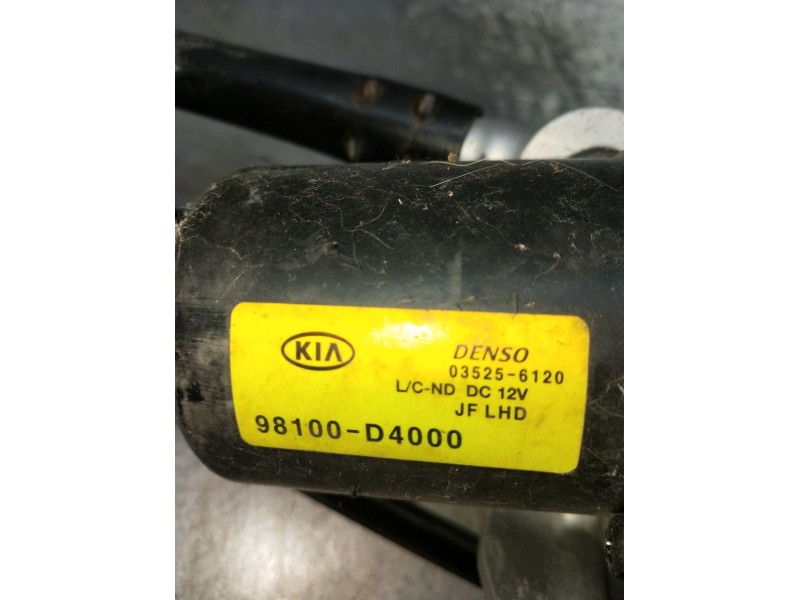 KIA DENSO
03525-6120
L/C-ND DC 12V
JF LHD
98100-D4000